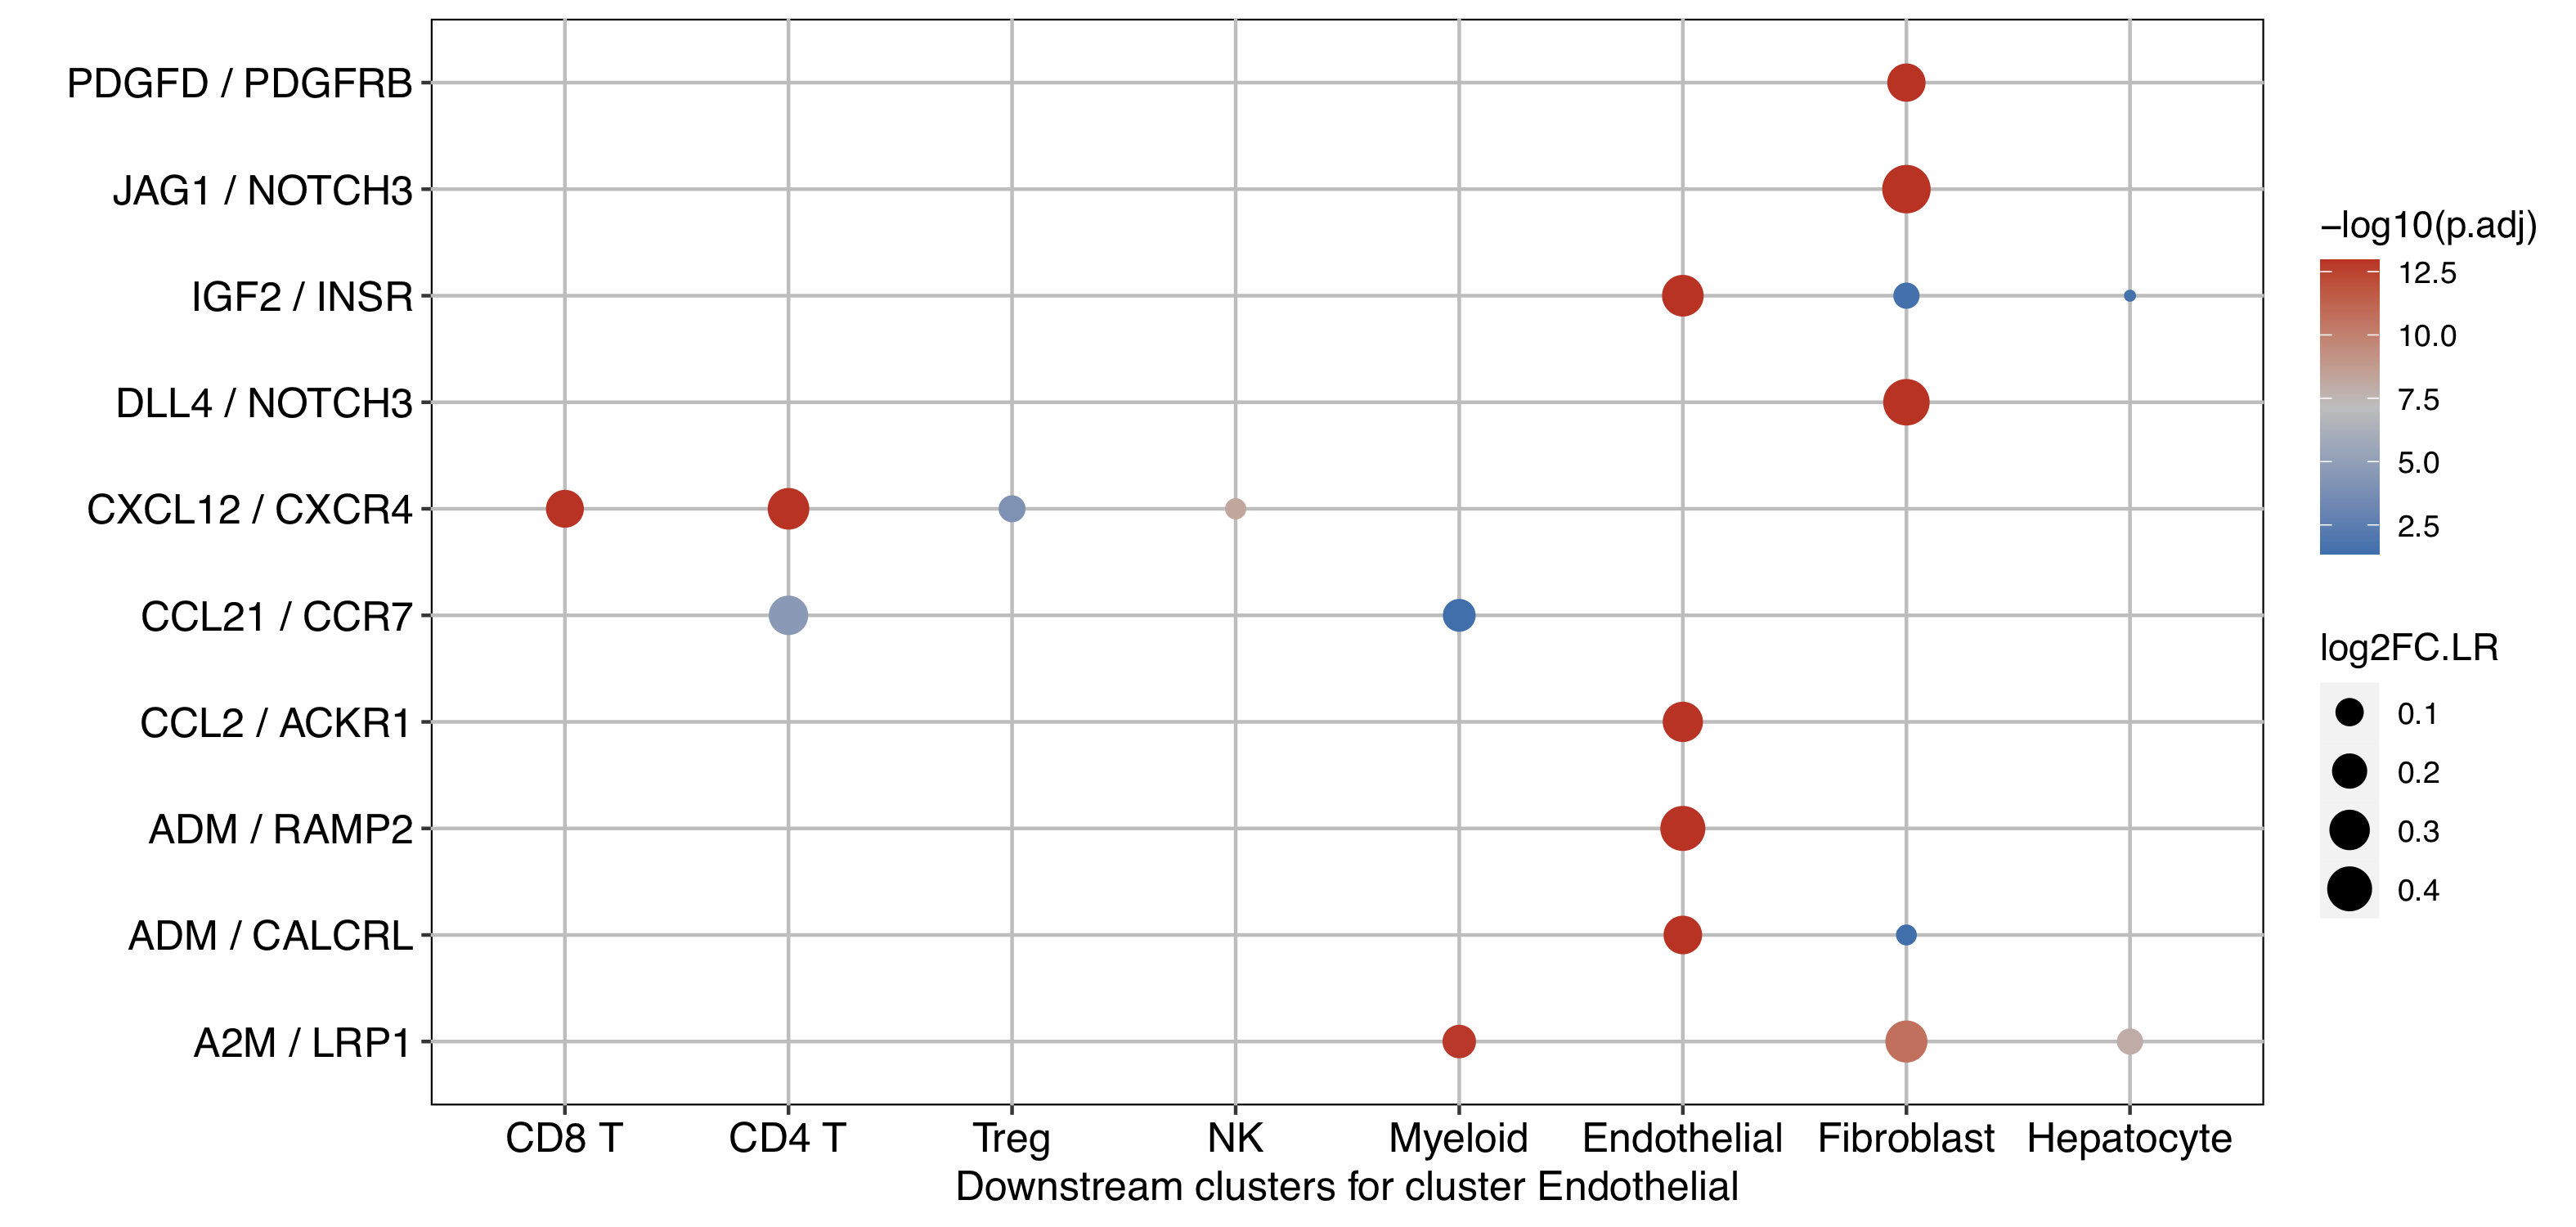 PDGFD / PDGFRB
JAG1 / NOTCH3
IGF2 / INSR
DLL4 / NOTCH3
CXCL12 / CXCR4
CCL21 / CCR7
CCL2 / ACKR1
ADM / RAMP2
ADM / CALCRL
A2M / LRP1
CD8 T
CD4 T
Treg
NK
Myeloid
Endothelial
Fibroblast
Hepatocyte
Downstream clusters for cluster Endothelial
−log10(p.adj)
12.5
10.0
7.5
5.0
2.5
log2FC.LR
0.1
0.2
0.3
0.4